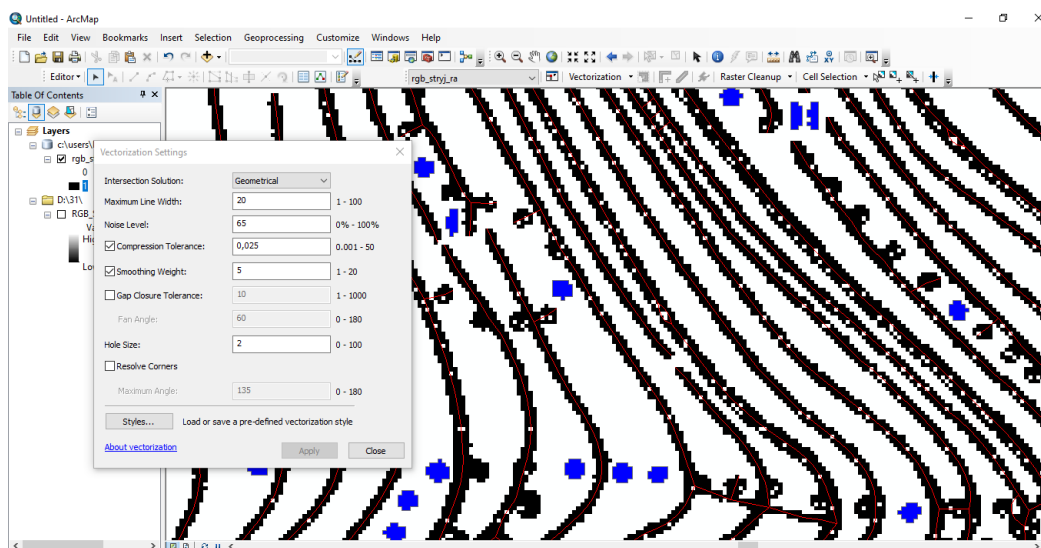 Untitled - ArcMap
File Edit View Bookmarks Insert Selection Geoprocessing Customize Windows Help
Editor
rgb_stryj_ra
Vectorization
Raster Cleanup
Cell Selection
Table Of Contents
Layers
c:\users\
rgb_s
0
1
D:\31\
RGB_
Va
Hig
Lov
Vectorization Settings
Intersection Solution: Geometrical
Maximum Line Width: 20 1 - 100
Noise Level: 65 0% - 100%
Compression Tolerance: 0,025 0.001 - 50
Smoothing Weight: 5 1 - 20
Gap Closure Tolerance: 10 1 - 1000
Fan Angle: 60 0 - 180
Hole Size: 2 0 - 100
Resolve Corners
Maximum Angle: 135 0 - 180
Styles... Load or save a pre-defined vectorization style
About vectorization
Apply Close